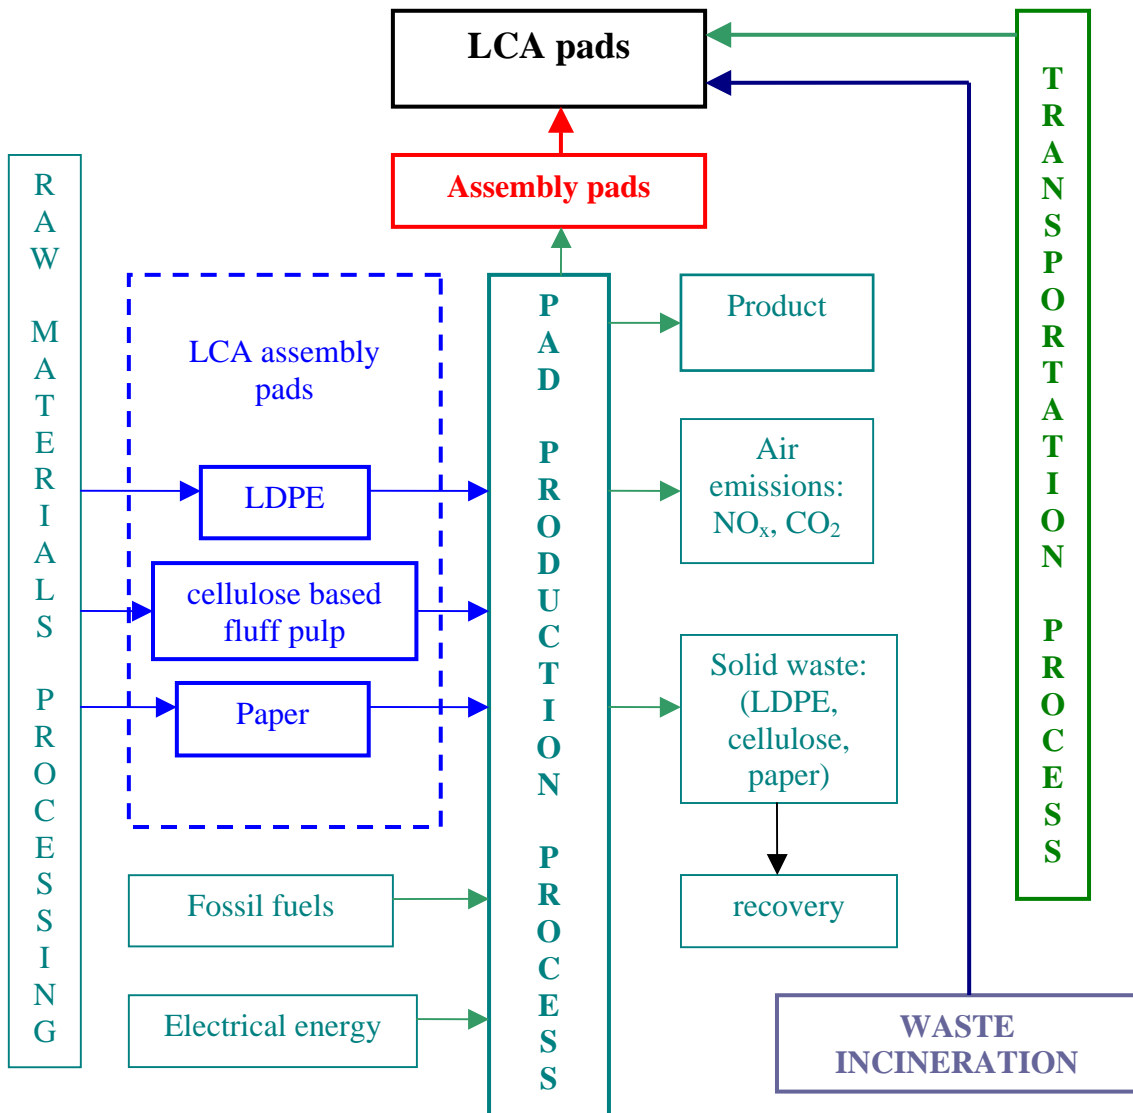 LCA pads
Assembly pads
RAW MATERIALS PROCESSING
LCA assembly
pads
LDPE
cellulose based
fluff pulp
Paper
Fossil fuels
Electrical energy
PAD PRODUCTION PROCESS
Product
Air
emissions:
NOₓ, CO₂
Solid waste:
(LDPE,
cellulose,
paper)
recovery
TRANSPORTATION PROCESS
WASTE
INCINERATION